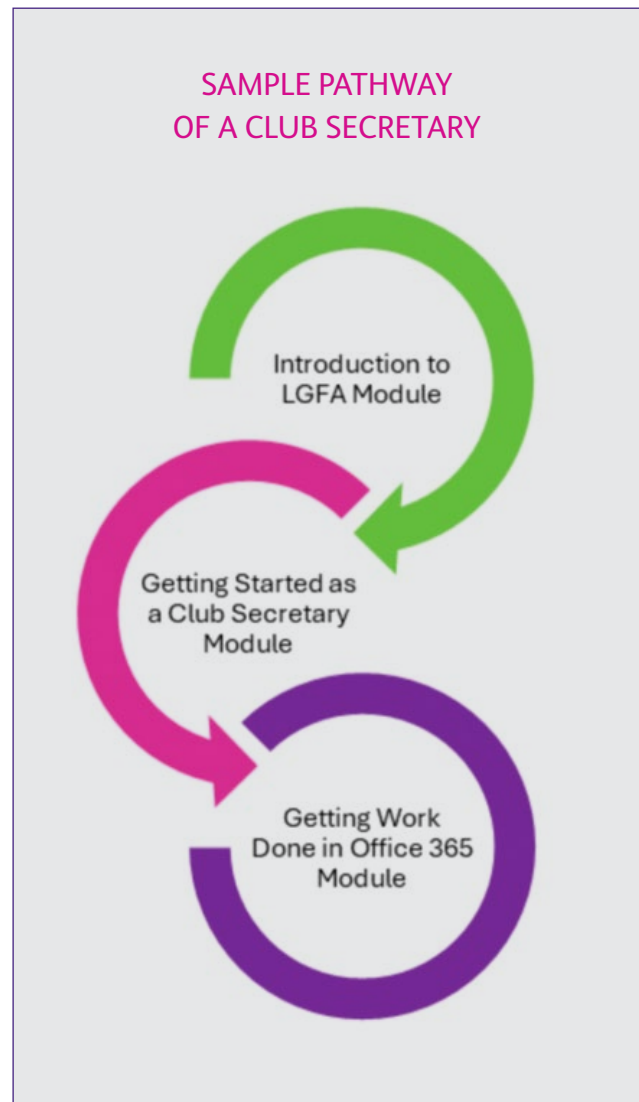 SAMPLE PATHWAY
OF A CLUB SECRETARY
Introduction to
LGFA Module
Getting Started as
a Club Secretary
Module
Getting Work
Done in Office 365
Module